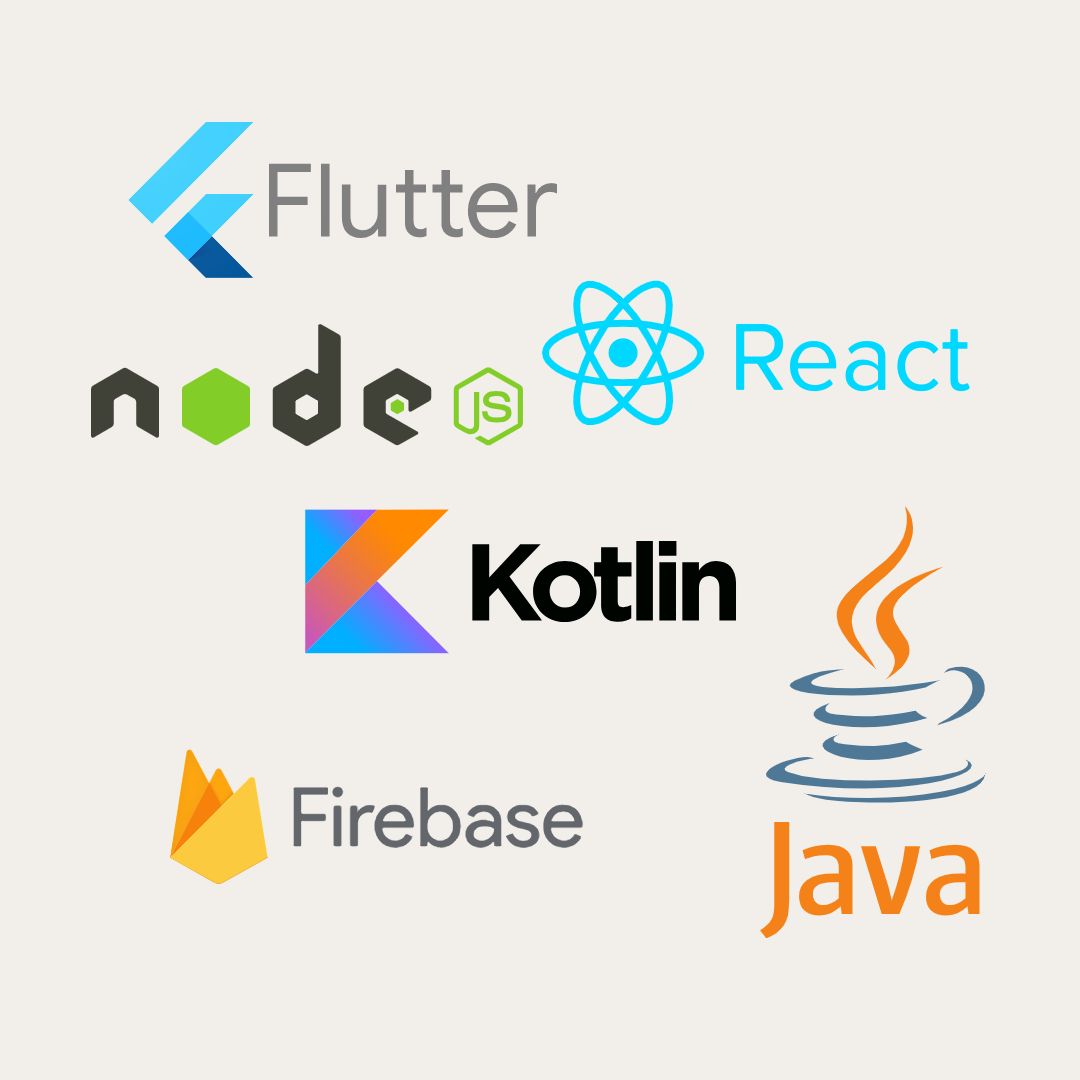 Flutter
React
node JS
Kotlin
Firebase
Java